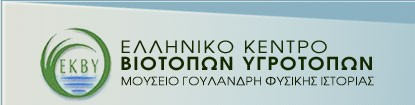 ΕΚΒΥ
ΕΛΛΗΝΙΚΟ ΚΕΝΤΡΟ
ΒΙΟΤΟΠΩΝ ΥΓΡΟΤΟΠΩΝ
ΜΟΥΣΕΙΟ ΓΟΥΛΑΝΔΡΗ ΦΥΣΙΚΗΣ ΙΣΤΟΡΙΑΣ